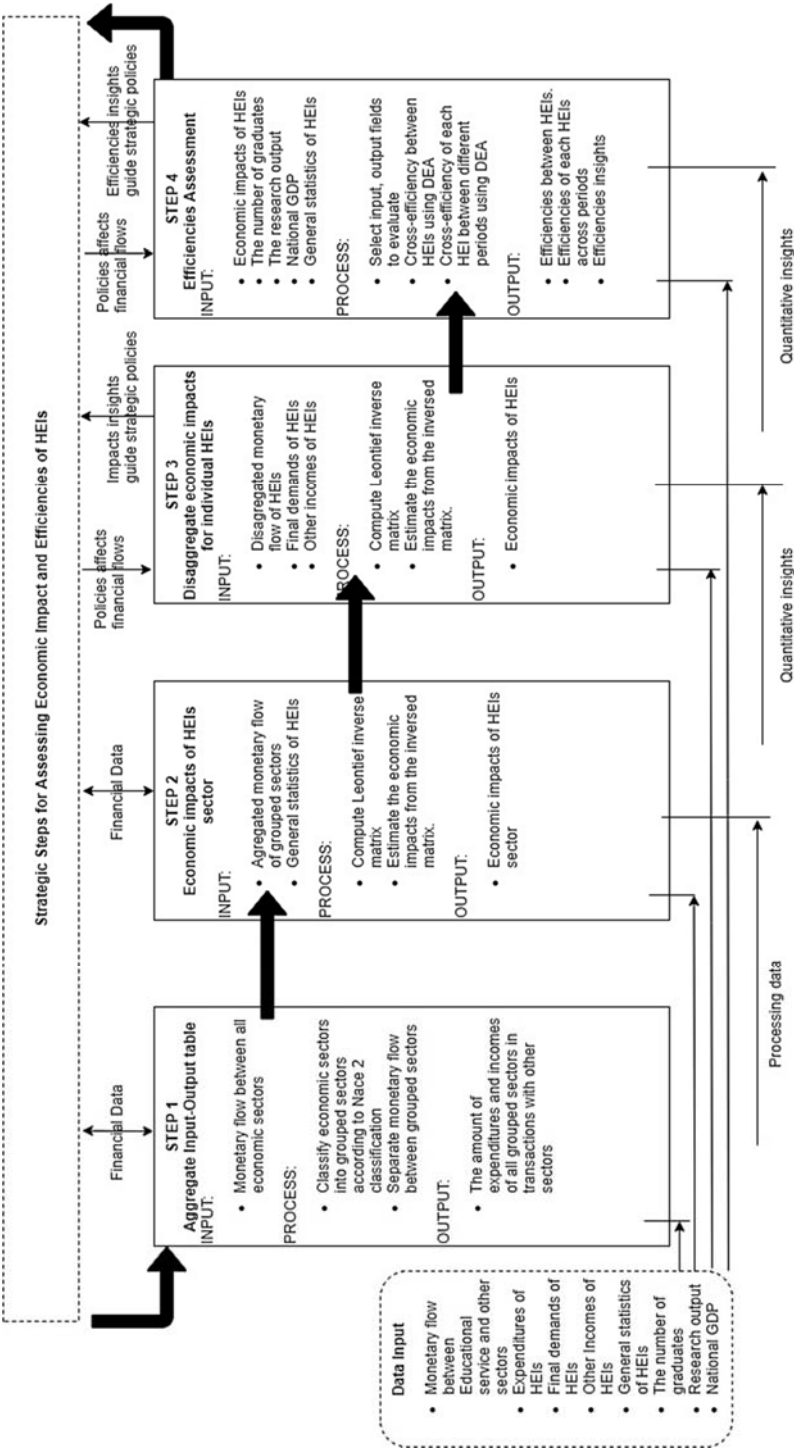 Strategic Steps for Assessing Economic Impact and Efficiencies of HEIs
Financial Data
Financial Data
Policies affects
financial flows
Impacts insights
guide strategic policies
Policies affects
financial flows
Efficiencies insights
guide strategic policies
STEP 1
Aggregate Input-Output table
INPUT:
• Monetary flow between all
economic sectors
PROCESS:
• Classify economic sectors
into grouped sectors
according to Nace 2
classification
• Separate monetary flow
between grouped sectors
OUTPUT:
• The amount of
expenditures and incomes
of all grouped sectors in
transactions with other
sectors
STEP 2
Economic impacts of HEIs
sector
INPUT:
• Agregated monetary flow
of grouped sectors
• General statistics of HEIs
PROCESS:
• Compute Leontief inverse
matrix
• Estimate the economic
impacts from the inversed
matrix.
OUTPUT:
• Economic impacts of HEIs
sector
STEP 3
Disaggregate economic impacts
for individual HEIs
INPUT:
• Disagregated monetary
flow of HEIs
• Final demands of HEIs
• Other incomes of HEIs
PROCESS:
• Compute Leontief inverse
matrix
• Estimate the economic
impacts from the inversed
matrix.
OUTPUT:
• Economic impacts of HEIs
STEP 4
Efficiencies Assessment
INPUT:
• Economic impacts of HEIs
• The number of graduates
• The research output
• National GDP
• General statistics of HEIs
PROCESS:
• Select input, output fields
to evaluate
• Cross-efficiency between
HEIs using DEA
• Cross-efficiency of each
HEI between different
periods using DEA
OUTPUT:
• Efficiencies between HEIs.
• Efficiencies of each HEIs
across periods
• Efficiencies insights
Data Input
• Monetary flow
between
Educational
service and other
sectors
• Expenditures of
HEIs
• Final demands of
HEIs
• Other Incomes of
HEIs
• General statistics
of HEIs
• The number of
graduates
• Research output
• National GDP
Processing data
Quantitative insights
Quantitative insights